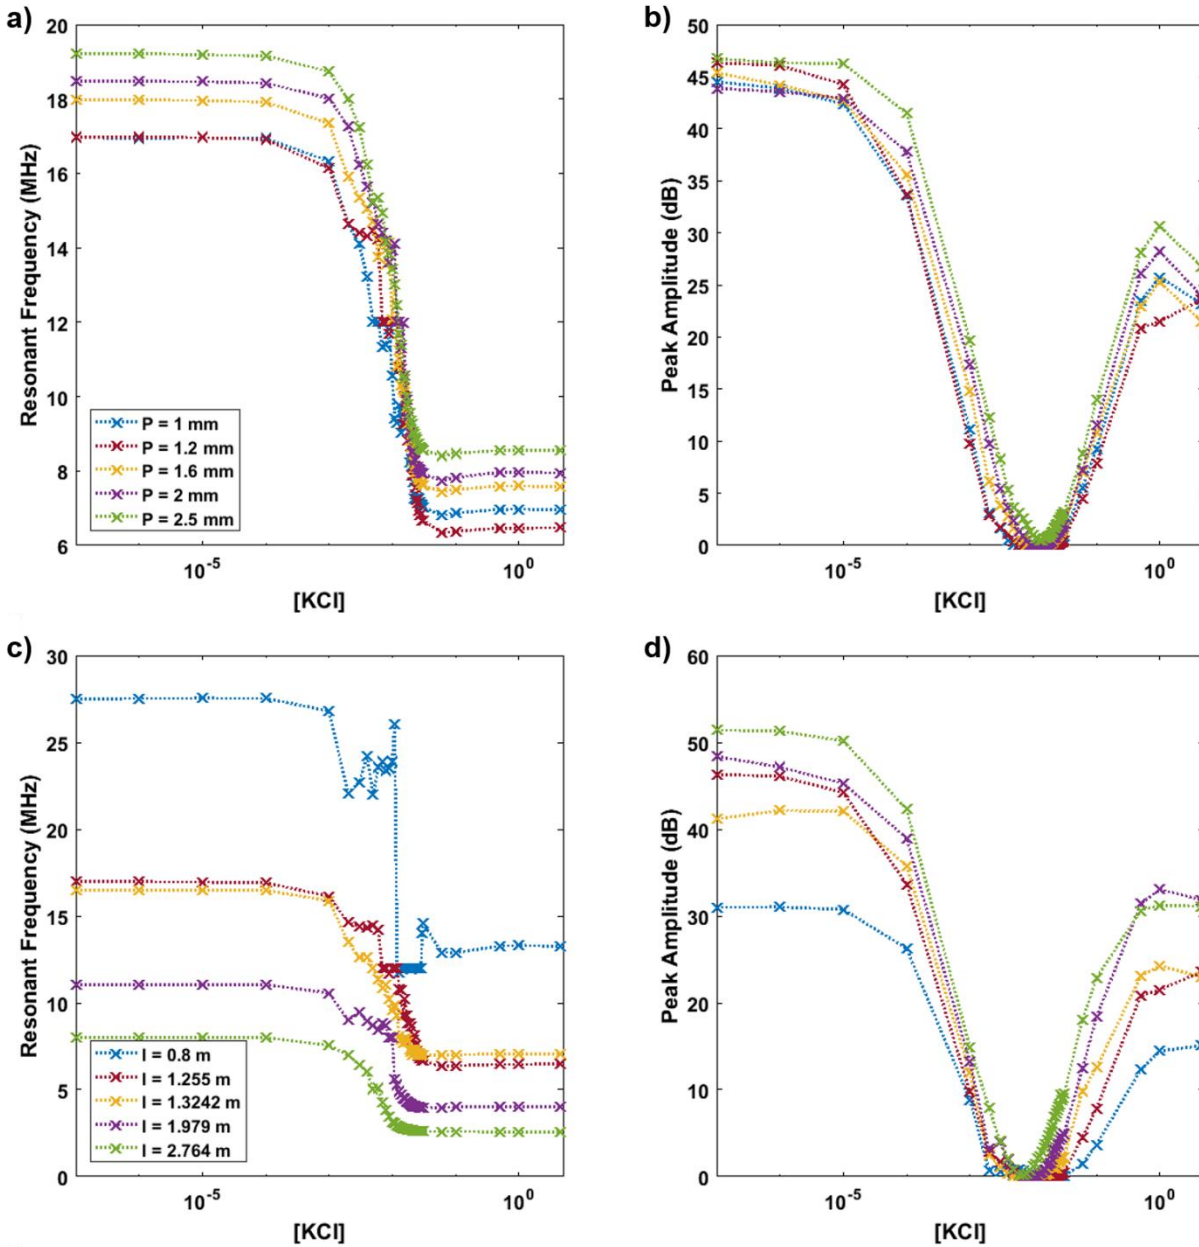 a)
20
18
16
14
12
10
8
6
Resonant Frequency (MHz)
P = 1 mm
P = 1.2 mm
P = 1.6 mm
P = 2 mm
P = 2.5 mm
10-5
100
[KCl]
b)
50
45
40
35
30
25
20
15
10
5
0
Peak Amplitude (dB)
10-5
100
[KCl]
c)
30
25
20
15
10
5
0
Resonant Frequency (MHz)
l = 0.8 m
l = 1.255 m
l = 1.3242 m
l = 1.979 m
l = 2.764 m
10-5
100
[KCl]
d)
60
50
40
30
20
10
0
Peak Amplitude (dB)
10-5
100
[KCl]